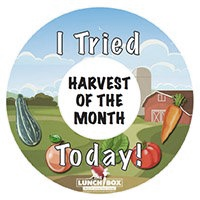 I Tried
HARVEST
OF THE
MONTH
Today!
LUNCH BOX